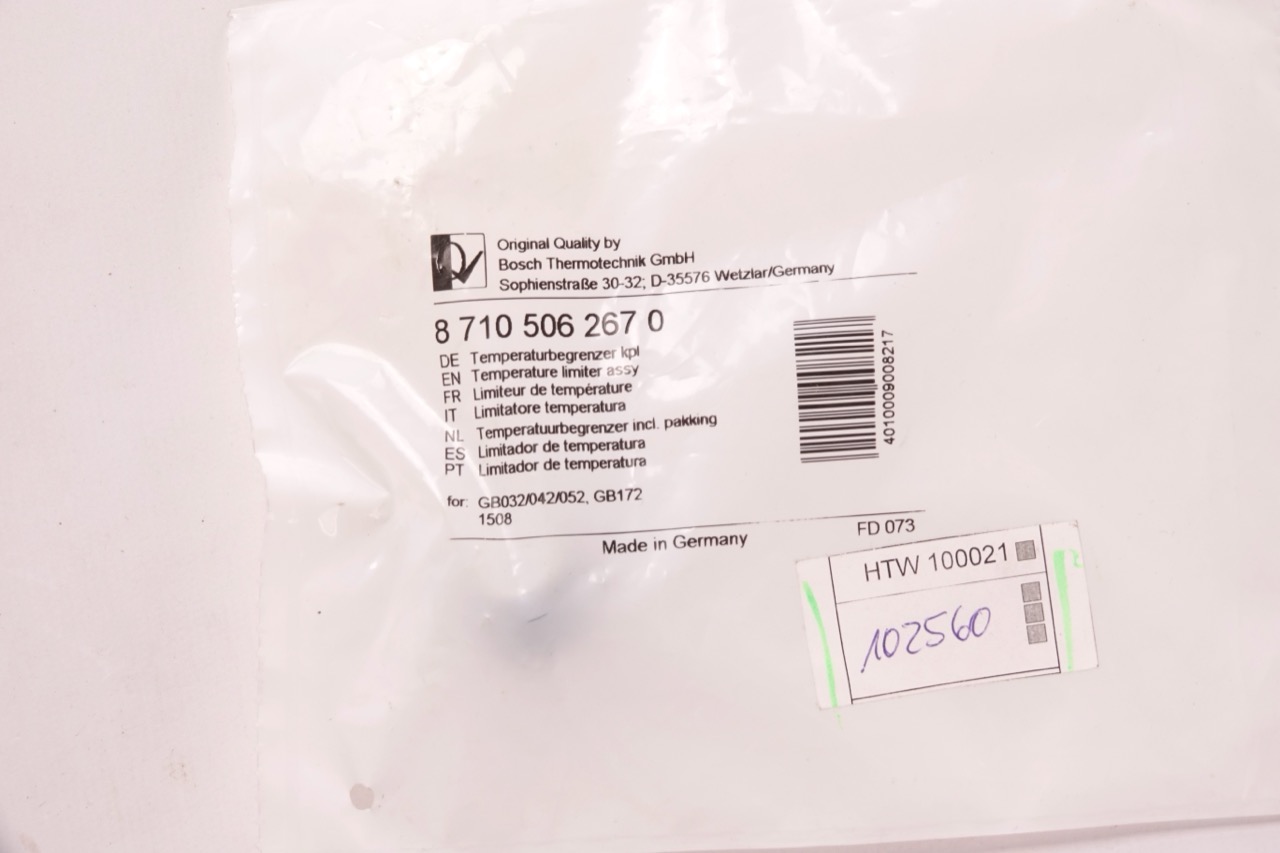 Original Quality by
Bosch Thermotechnik GmbH
Sophienstraße 30-32; D-35576 Wetzlar/Germany
8 710 506 267 0
DE Temperaturbegrenzer kpl
EN Temperature limiter assy
FR Limiteur de température
IT Limitatore temperatura
NL Temperatuurbegrenzer incl. pakking
ES Limitador de temperatura
PT Limitador de temperatura
for: GB032/042/052, GB172
1508
4010009008217
Made in Germany
FD 073
HTW 100021
102560